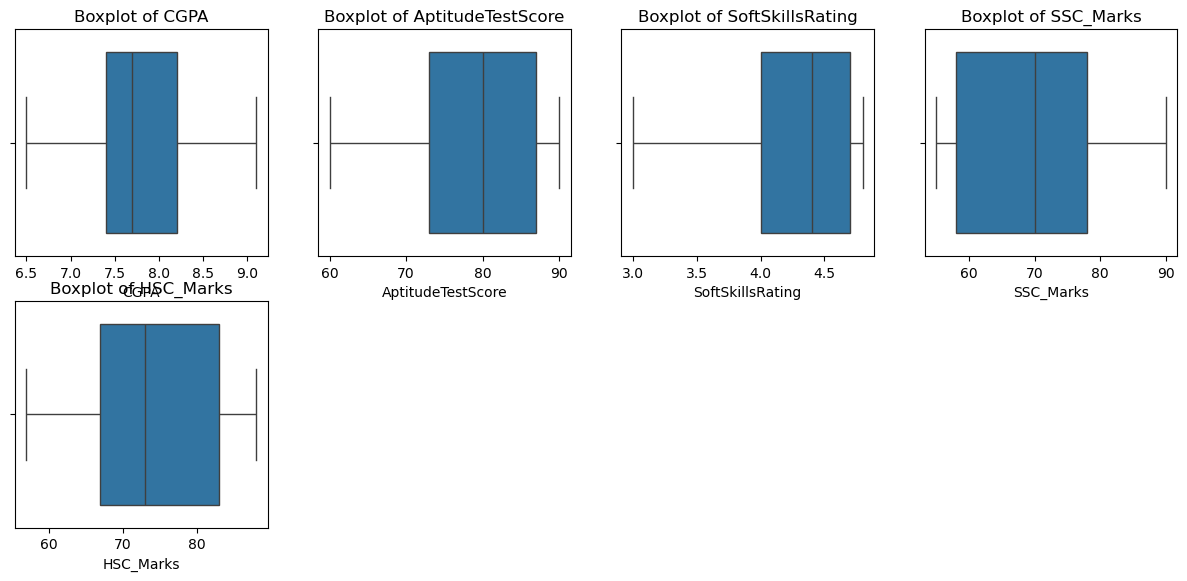 Boxplot of CGPA
6.5 7.0 7.5 8.0 8.5 9.0
CGPA
Boxplot of AptitudeTestScore
60 70 80 90
AptitudeTestScore
Boxplot of SoftSkillsRating
3.0 3.5 4.0 4.5
SoftSkillsRating
Boxplot of SSC_Marks
60 70 80 90
SSC_Marks
Boxplot of HSC_Marks
60 70 80
HSC_Marks